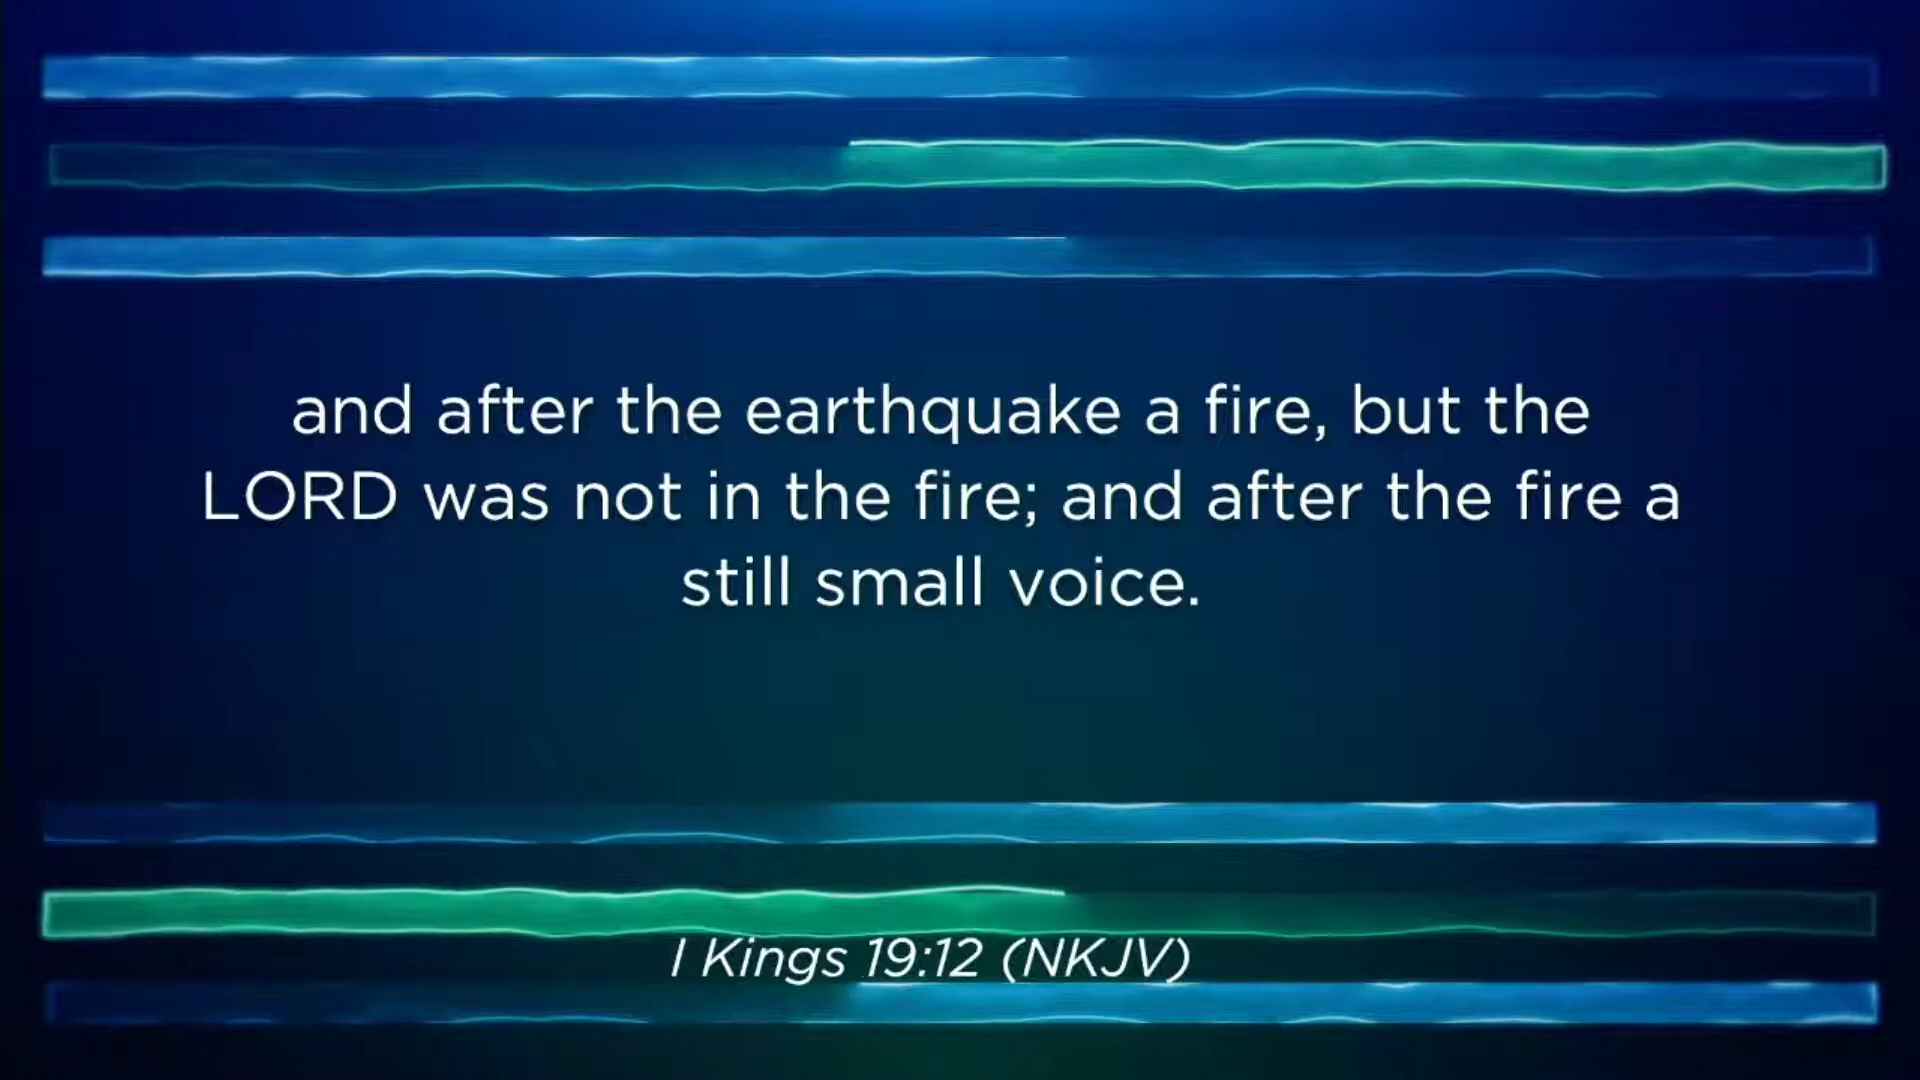 and after the earthquake a fire, but the
LORD was not in the fire; and after the fire a
still small voice.
I Kings 19:12 (NKJV)